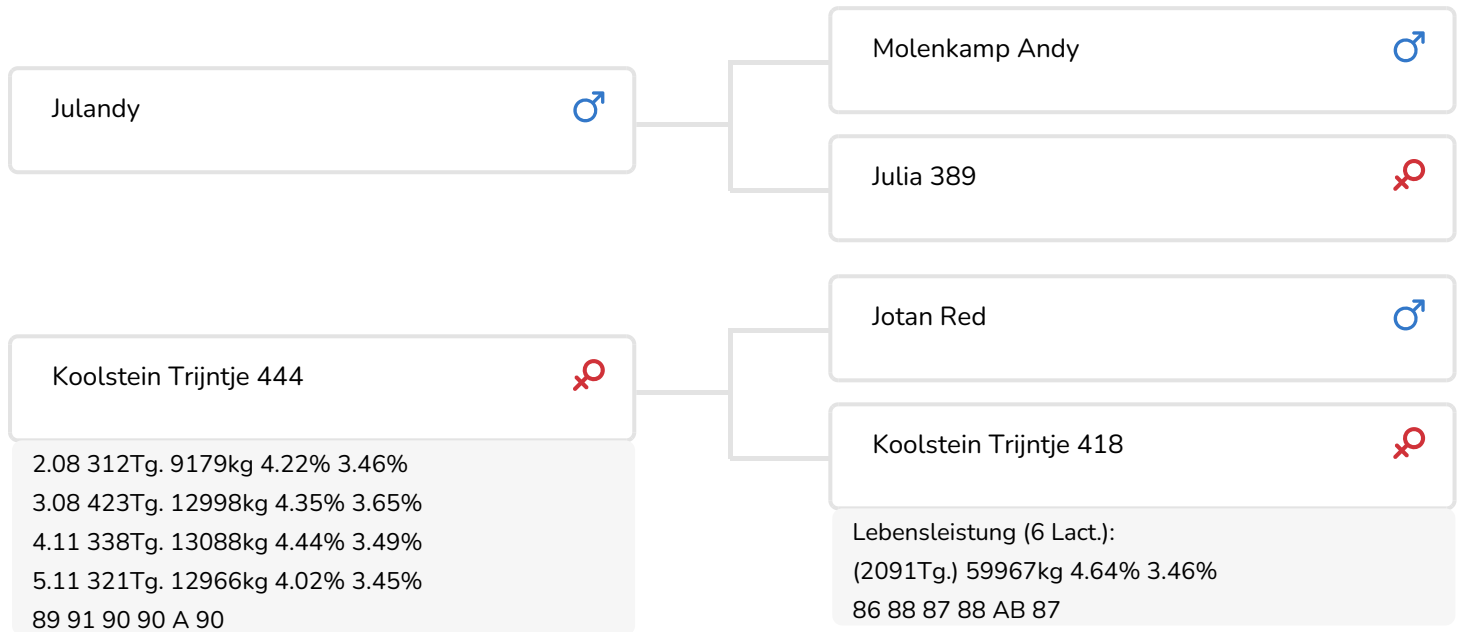 Julandy
Molenkamp Andy
Julia 389
Koolstein Trijntje 444
2.08 312Tg. 9179kg 4.22% 3.46%
3.08 423Tg. 12998kg 4.35% 3.65%
4.11 338Tg. 13088kg 4.44% 3.49%
5.11 321Tg. 12966kg 4.02% 3.45%
89 91 90 90 A 90
Jotan Red
Koolstein Trijntje 418
Lebensleistung (6 Lact.):
(2091Tg.) 59967kg 4.64% 3.46%
86 88 87 88 AB 87